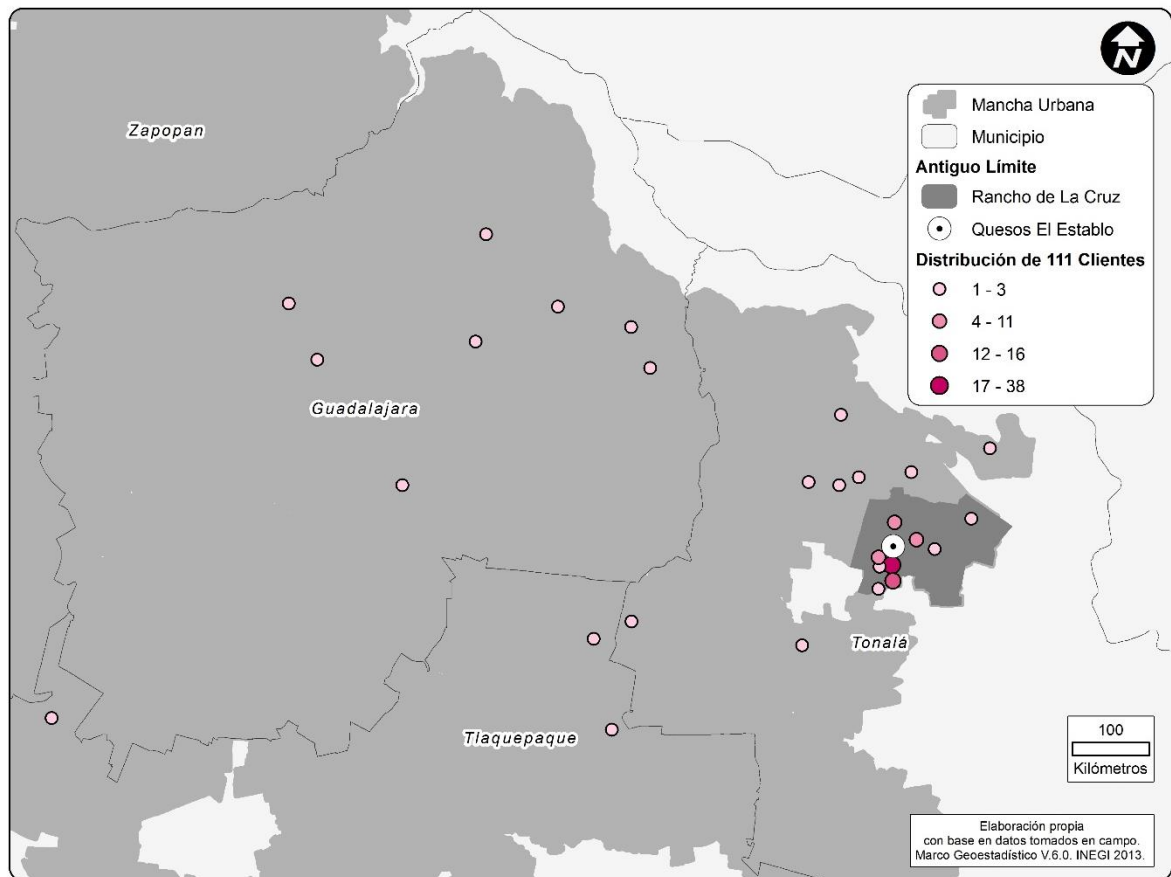 N
Zapopan
Mancha Urbana
Municipio
Antiguo Límite
Rancho de La Cruz
Quesos El Establo
Distribución de 111 Clientes
1 - 3
4 - 11
12 - 16
17 - 38
Guadalajara
Tonalá
Tlaquepaque
100
Kilómetros
Elaboración propia
con base en datos tomados en campo.
Marco Geoestadístico V.6.0. INEGI 2013.